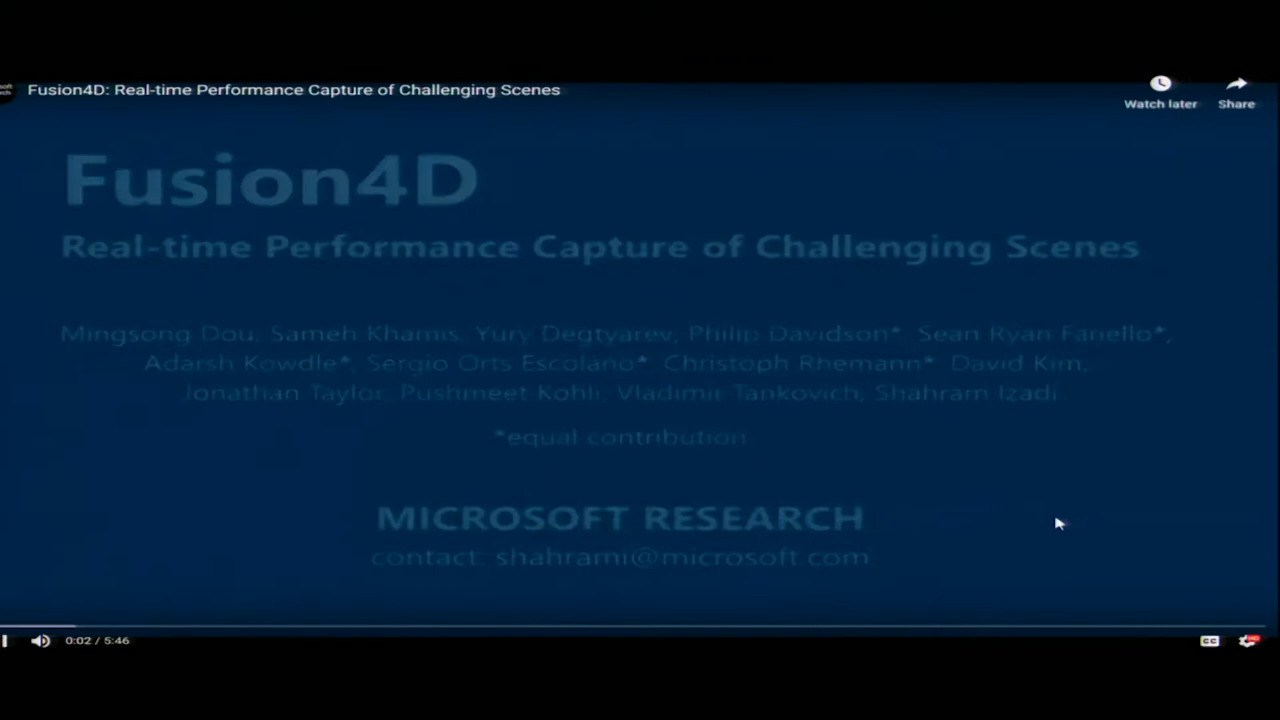 Fusion4D: Real-time Performance Capture of Challenging Scenes
Watch later
Share
Fusion4D
Real-time Performance Capture of Challenging Scenes
Mingsong Dou, Sameh Khamis, Yury Degtyarev, Philip Davidson*, Sean Ryan Fanello*,
Adarsh Kowdle*, Sergio Orts Escolano*, Christoph Rhemann*, David Kim,
Jonathan Taylor, Pushmeet Kohli, Vladimir Tankovich, Shahram Izadi
*equal contribution
MICROSOFT RESEARCH
contact: shahrami@microsoft.com
0:02 / 5:46
CC
HD